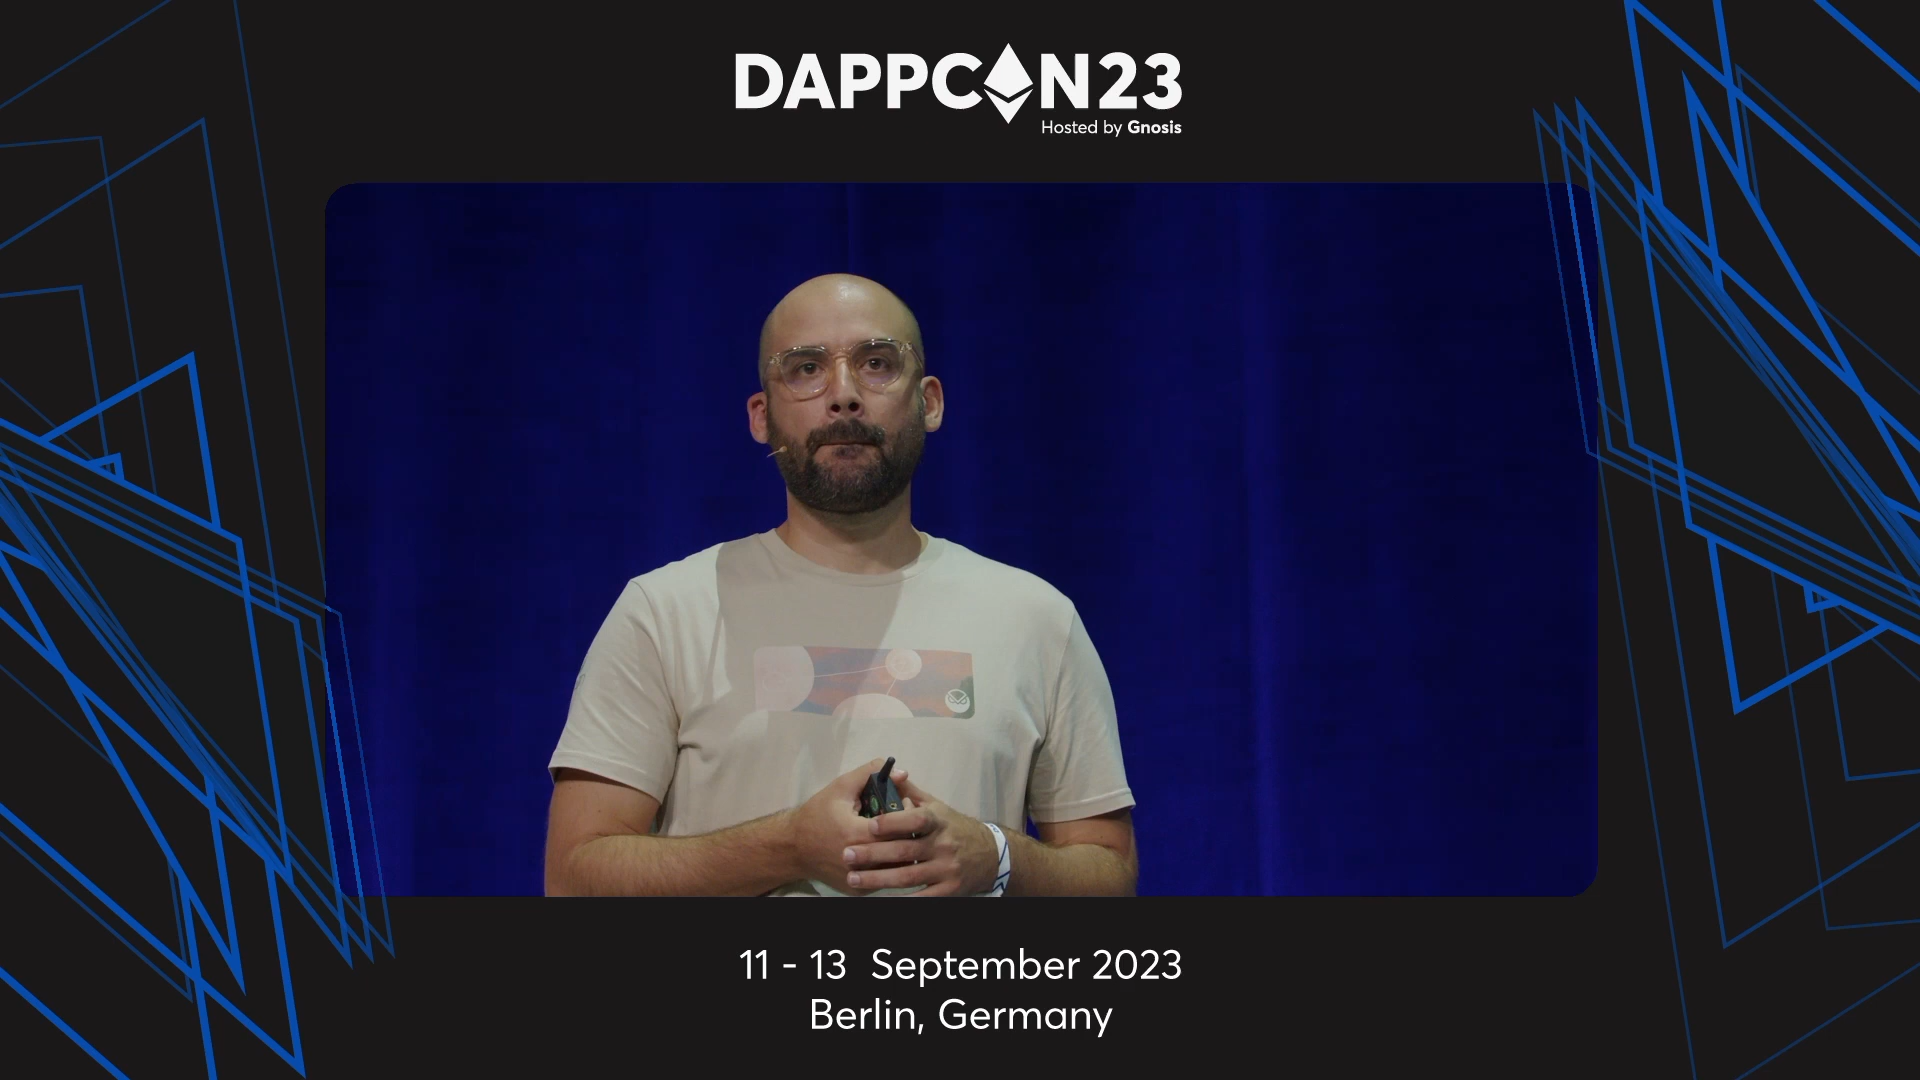 DAPPCON23
Hosted by Gnosis
11 - 13 September 2023
Berlin, Germany